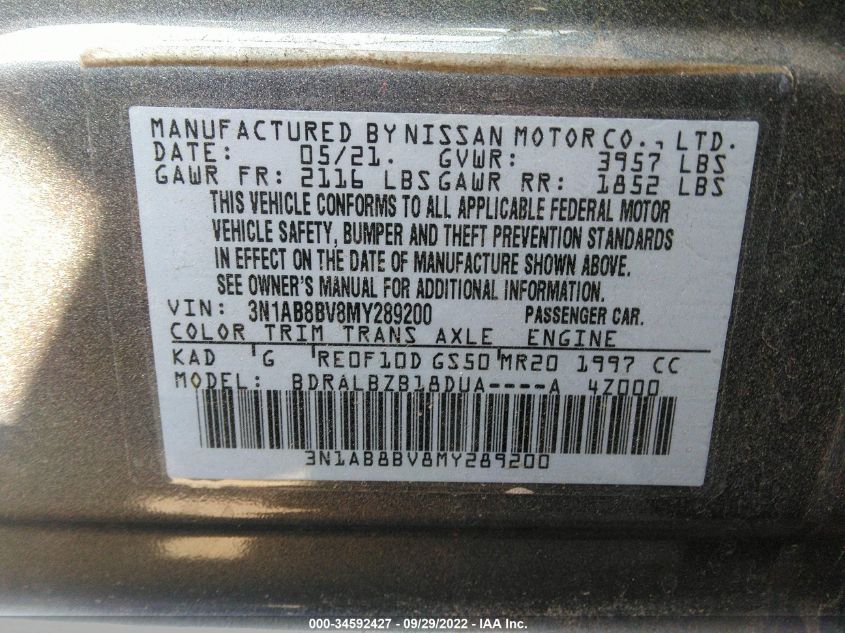 MANUFACTURED BY NISSAN MOTOR CO., LTD.
DATE: 05/21. GVWR: 3957 LBS
GAWR FR: 2116 LBS GAWR RR: 1852 LBS
THIS VEHICLE CONFORMS TO ALL APPLICABLE FEDERAL MOTOR
VEHICLE SAFETY, BUMPER AND THEFT PREVENTION STANDARDS
IN EFFECT ON THE DATE OF MANUFACTURE SHOWN ABOVE.
SEE OWNER'S MANUAL FOR ADDITIONAL INFORMATION.
VIN: 3N1AB8BV8MY289200 PASSENGER CAR.
COLOR TRIM TRANS AXLE ENGINE
KAD G RE0F10D GS50 MR20 1997 CC
MODEL: BDRALBZB18DUA----A 4Z000
3N1AB8BV8MY289200
000-34592427 - 09/29/2022 - IAA Inc.